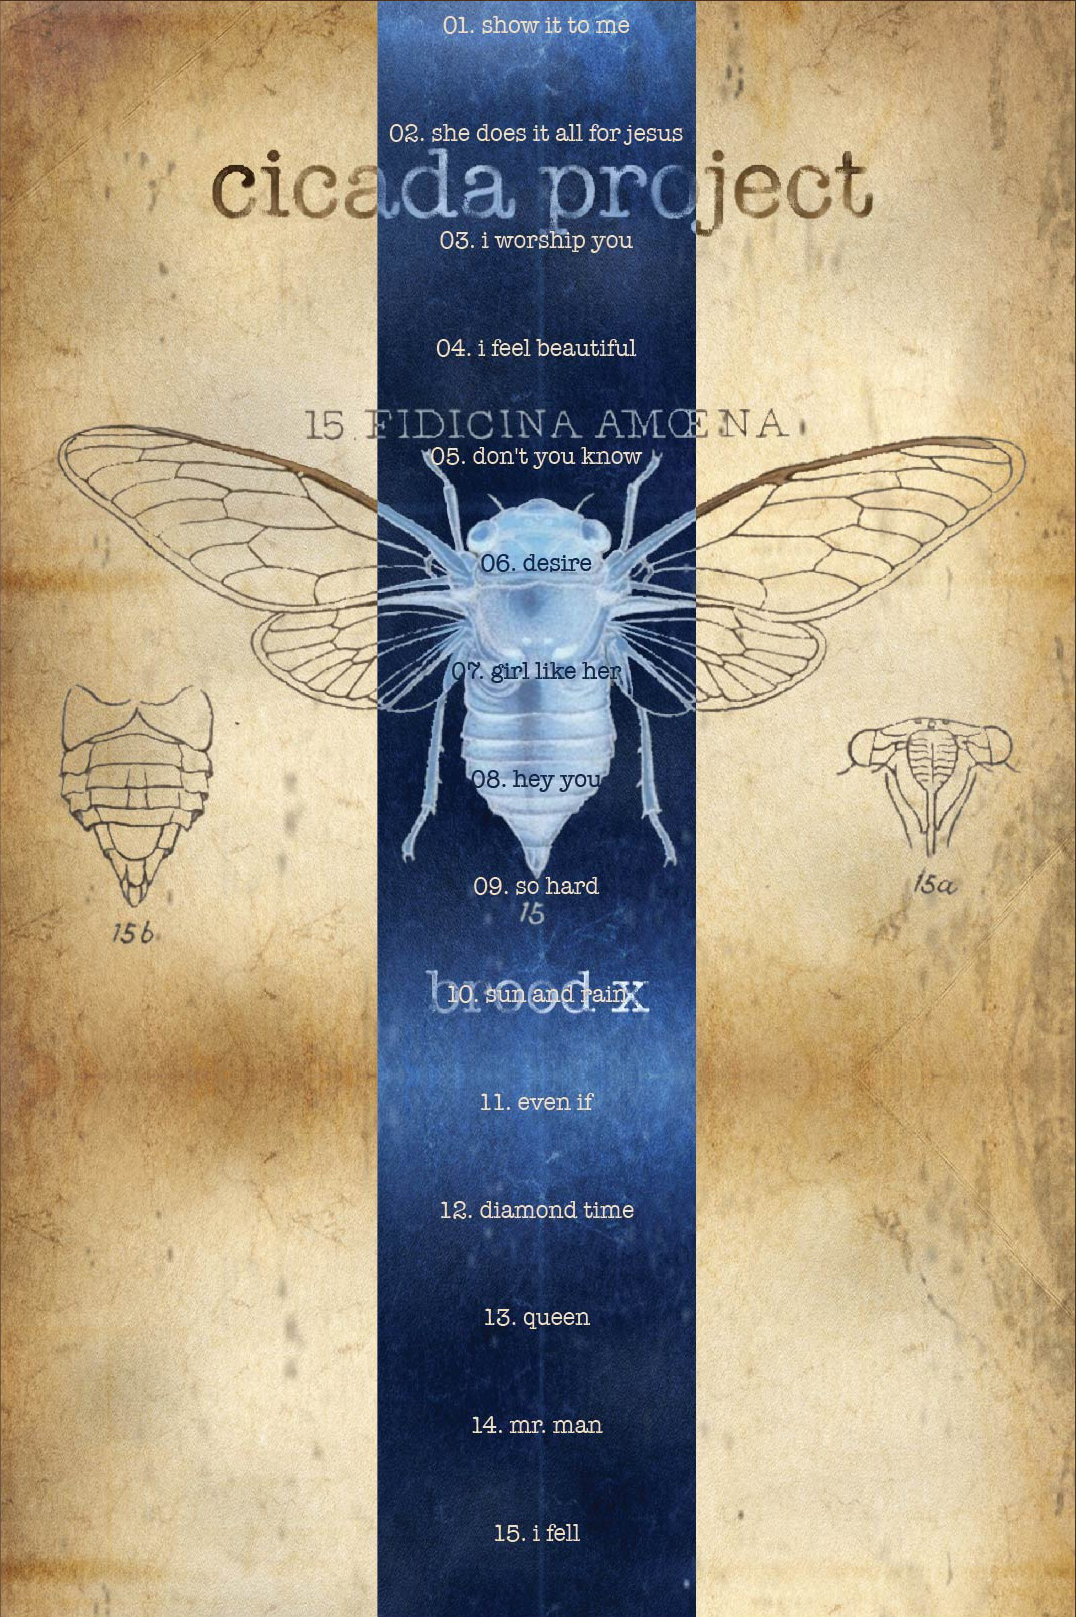 01. show it to me
02. she does it all for jesus
cicada project
03. i worship you
04. i feel beautiful
15. FIDICINA AMŒNA
05. don't you know
06. desire
07. girl like her
08. hey you
15a
09. so hard
15
15b.
brood x
10. sun and rain
11. even if
12. diamond time
13. queen
14. mr. man
15. i fell